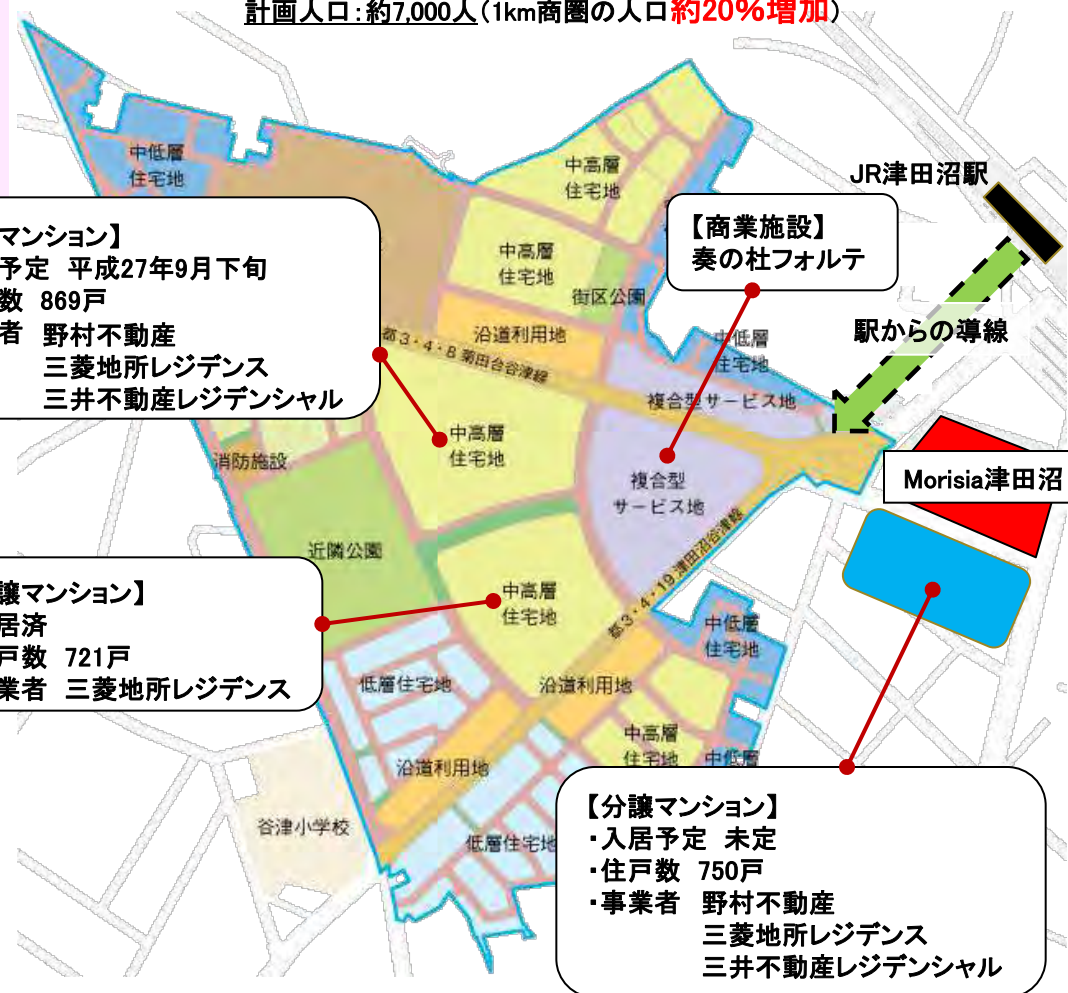 計画人口：約7,000人（1km商圏の人口約20%増加）
中低層
住宅地
中高層
住宅地
JR津田沼駅
マンション】
予定 平成27年9月下旬
数 869戸
者 野村不動産
三菱地所レジデンス
三井不動産レジデンシャル
中高層
住宅地
街区公園
【商業施設】
奏の杜フォルテ
沿道利用地
駅からの導線
都3・4・8 菊田台谷津線
中低層
住宅地
複合型サービス地
中高層
住宅地
消防施設
複合型
サービス地
Morisia津田沼
近隣公園
都3・4・19 津田沼谷津線
譲マンション】
居済
戸数 721戸
業者 三菱地所レジデンス
中高層
住宅地
中低層
住宅地
低層住宅地
沿道利用地
中高層
住宅地
中低層
沿道利用地
谷津小学校
低層住宅地
【分譲マンション】
・入居予定 未定
・住戸数 750戸
・事業者 野村不動産
三菱地所レジデンス
三井不動産レジデンシャル